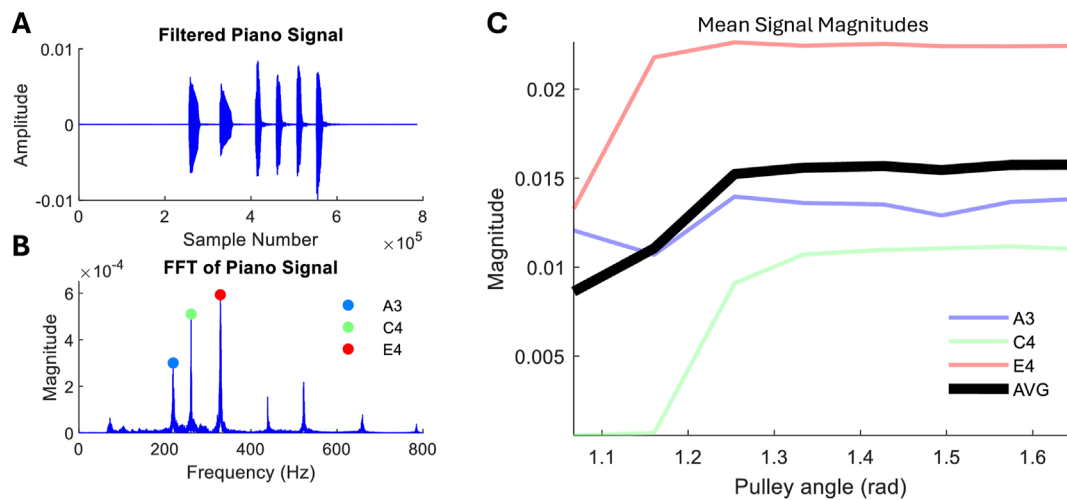 A
Filtered Piano Signal
0.01
0
-0.01
Amplitude
0 2 4 6 8
Sample Number
×10⁵
B
FFT of Piano Signal
×10⁻⁴
6
4
2
0
Magnitude
A3
C4
E4
0 200 400 600 800
Frequency (Hz)
C
Mean Signal Magnitudes
0.02
0.015
0.01
0.005
Magnitude
A3
C4
E4
AVG
1.1 1.2 1.3 1.4 1.5 1.6
Pulley angle (rad)